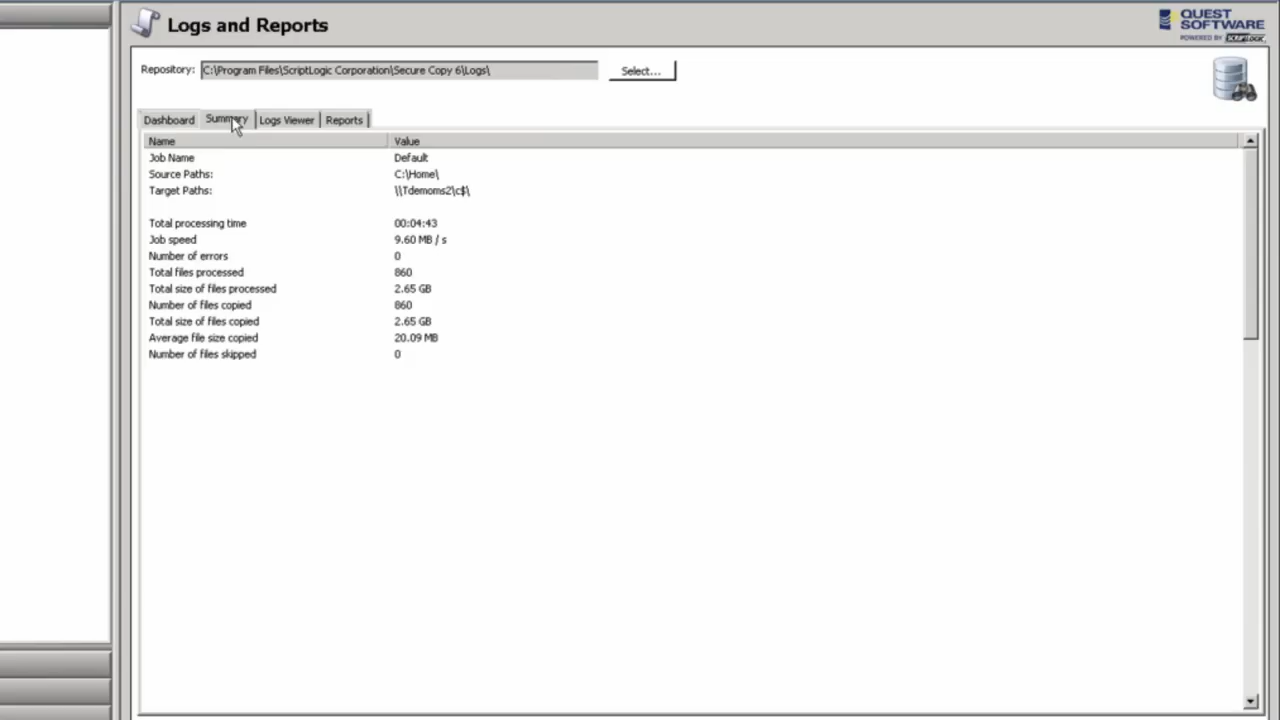 Logs and Reports
QUEST SOFTWARE
POWERED BY SCRIPTLOGIC
Repository: C:\Program Files\ScriptLogic Corporation\Secure Copy 6\Logs\ Select...
Dashboard Summary Logs Viewer Reports
Name Value
Job Name Default
Source Paths: C:\Home\
Target Paths: \\Tdemoms2\c$\
Total processing time 00:04:43
Job speed 9.60 MB / s
Number of errors 0
Total files processed 860
Total size of files processed 2.65 GB
Number of files copied 860
Total size of files copied 2.65 GB
Average file size copied 20.09 MB
Number of files skipped 0